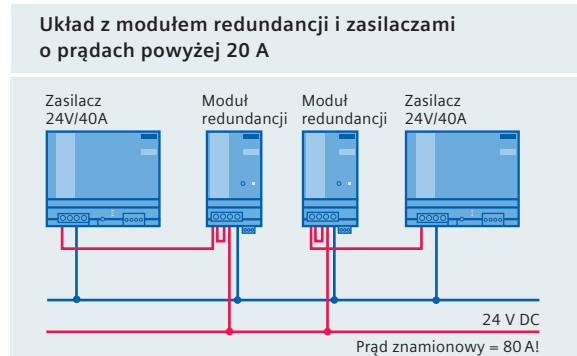 Układ z modułem redundancji i zasilaczami
o prądach powyżej 20 A
Zasilacz
24V/40A
Moduł
redundancji
Moduł
redundancji
Zasilacz
24V/40A
24 V DC
Prąd znamionowy = 80 A!